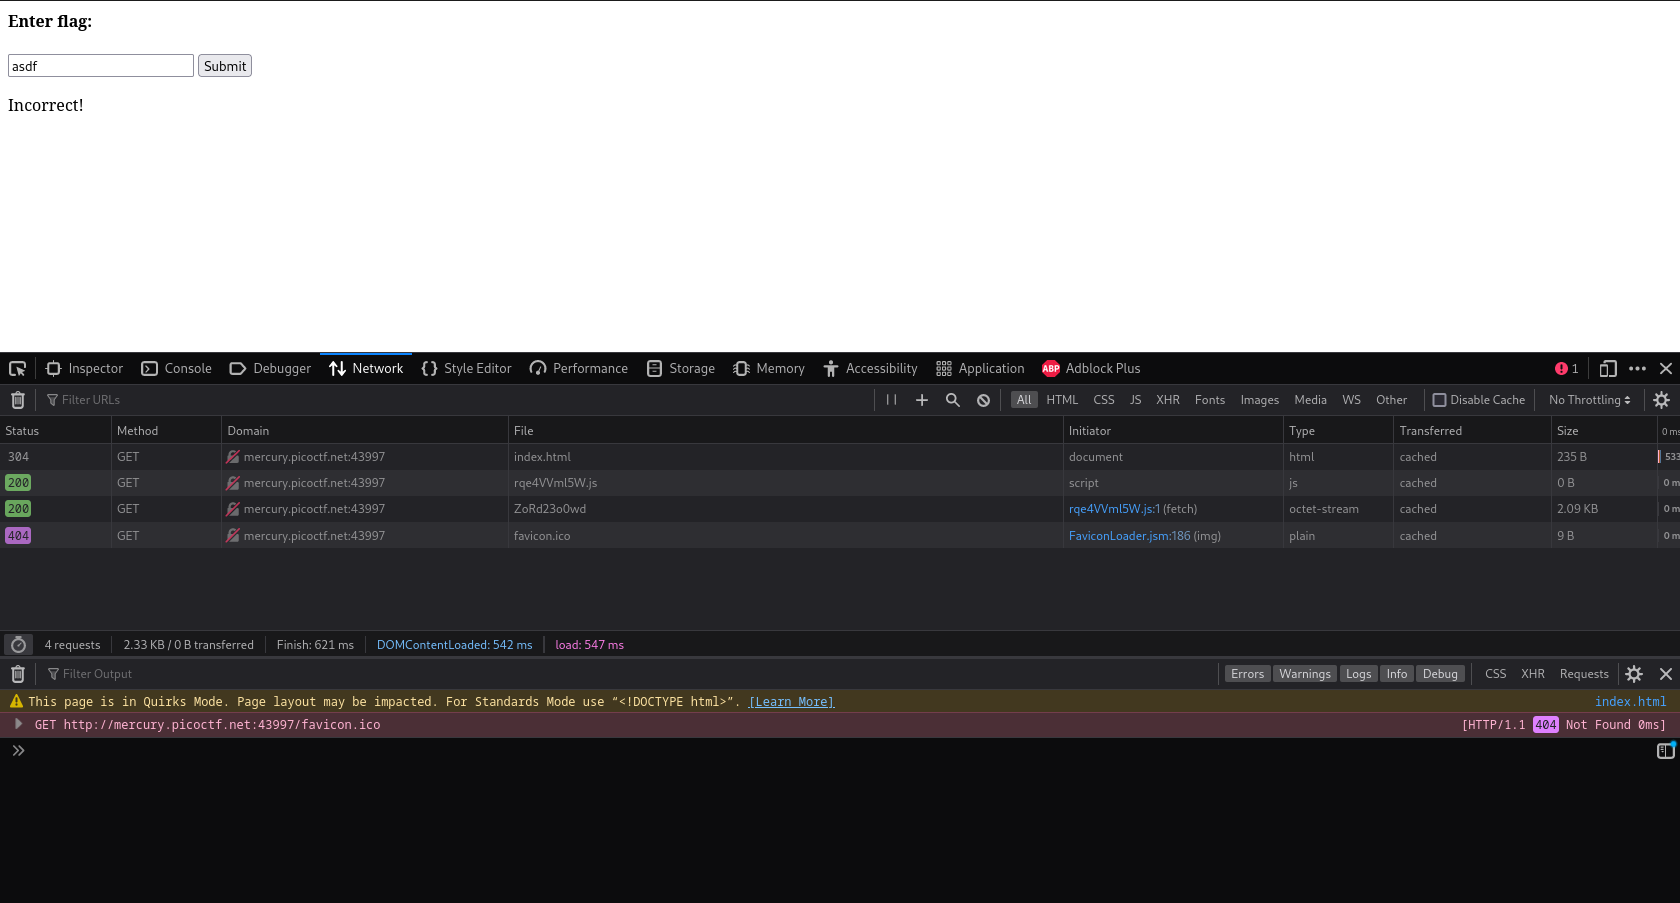 Enter flag:
asdf Submit
Incorrect!
Inspector Console Debugger Network Style Editor Performance Storage Memory Accessibility Application ABP Adblock Plus 1
Filter URLs All HTML CSS JS XHR Fonts Images Media WS Other Disable Cache No Throttling
Status Method Domain File Initiator Type Transferred Size 0 ms
304 GET mercury.picoctf.net:43997 index.html document html cached 235 B 533
200 GET mercury.picoctf.net:43997 rqe4VVml5W.js script js cached 0 B 0 m
200 GET mercury.picoctf.net:43997 ZoRd23o0wd rqe4VVml5W.js:1 (fetch) octet-stream cached 2.09 KB 0 m
404 GET mercury.picoctf.net:43997 favicon.ico FaviconLoader.jsm:186 (img) plain cached 9 B 0 m
4 requests 2.33 KB / 0 B transferred Finish: 621 ms DOMContentLoaded: 542 ms load: 547 ms
Filter Output Errors Warnings Logs Info Debug CSS XHR Requests
This page is in Quirks Mode. Page layout may be impacted. For Standards Mode use “<!DOCTYPE html>”. [Learn More] index.html
GET http://mercury.picoctf.net:43997/favicon.ico [HTTP/1.1 404 Not Found 0ms]